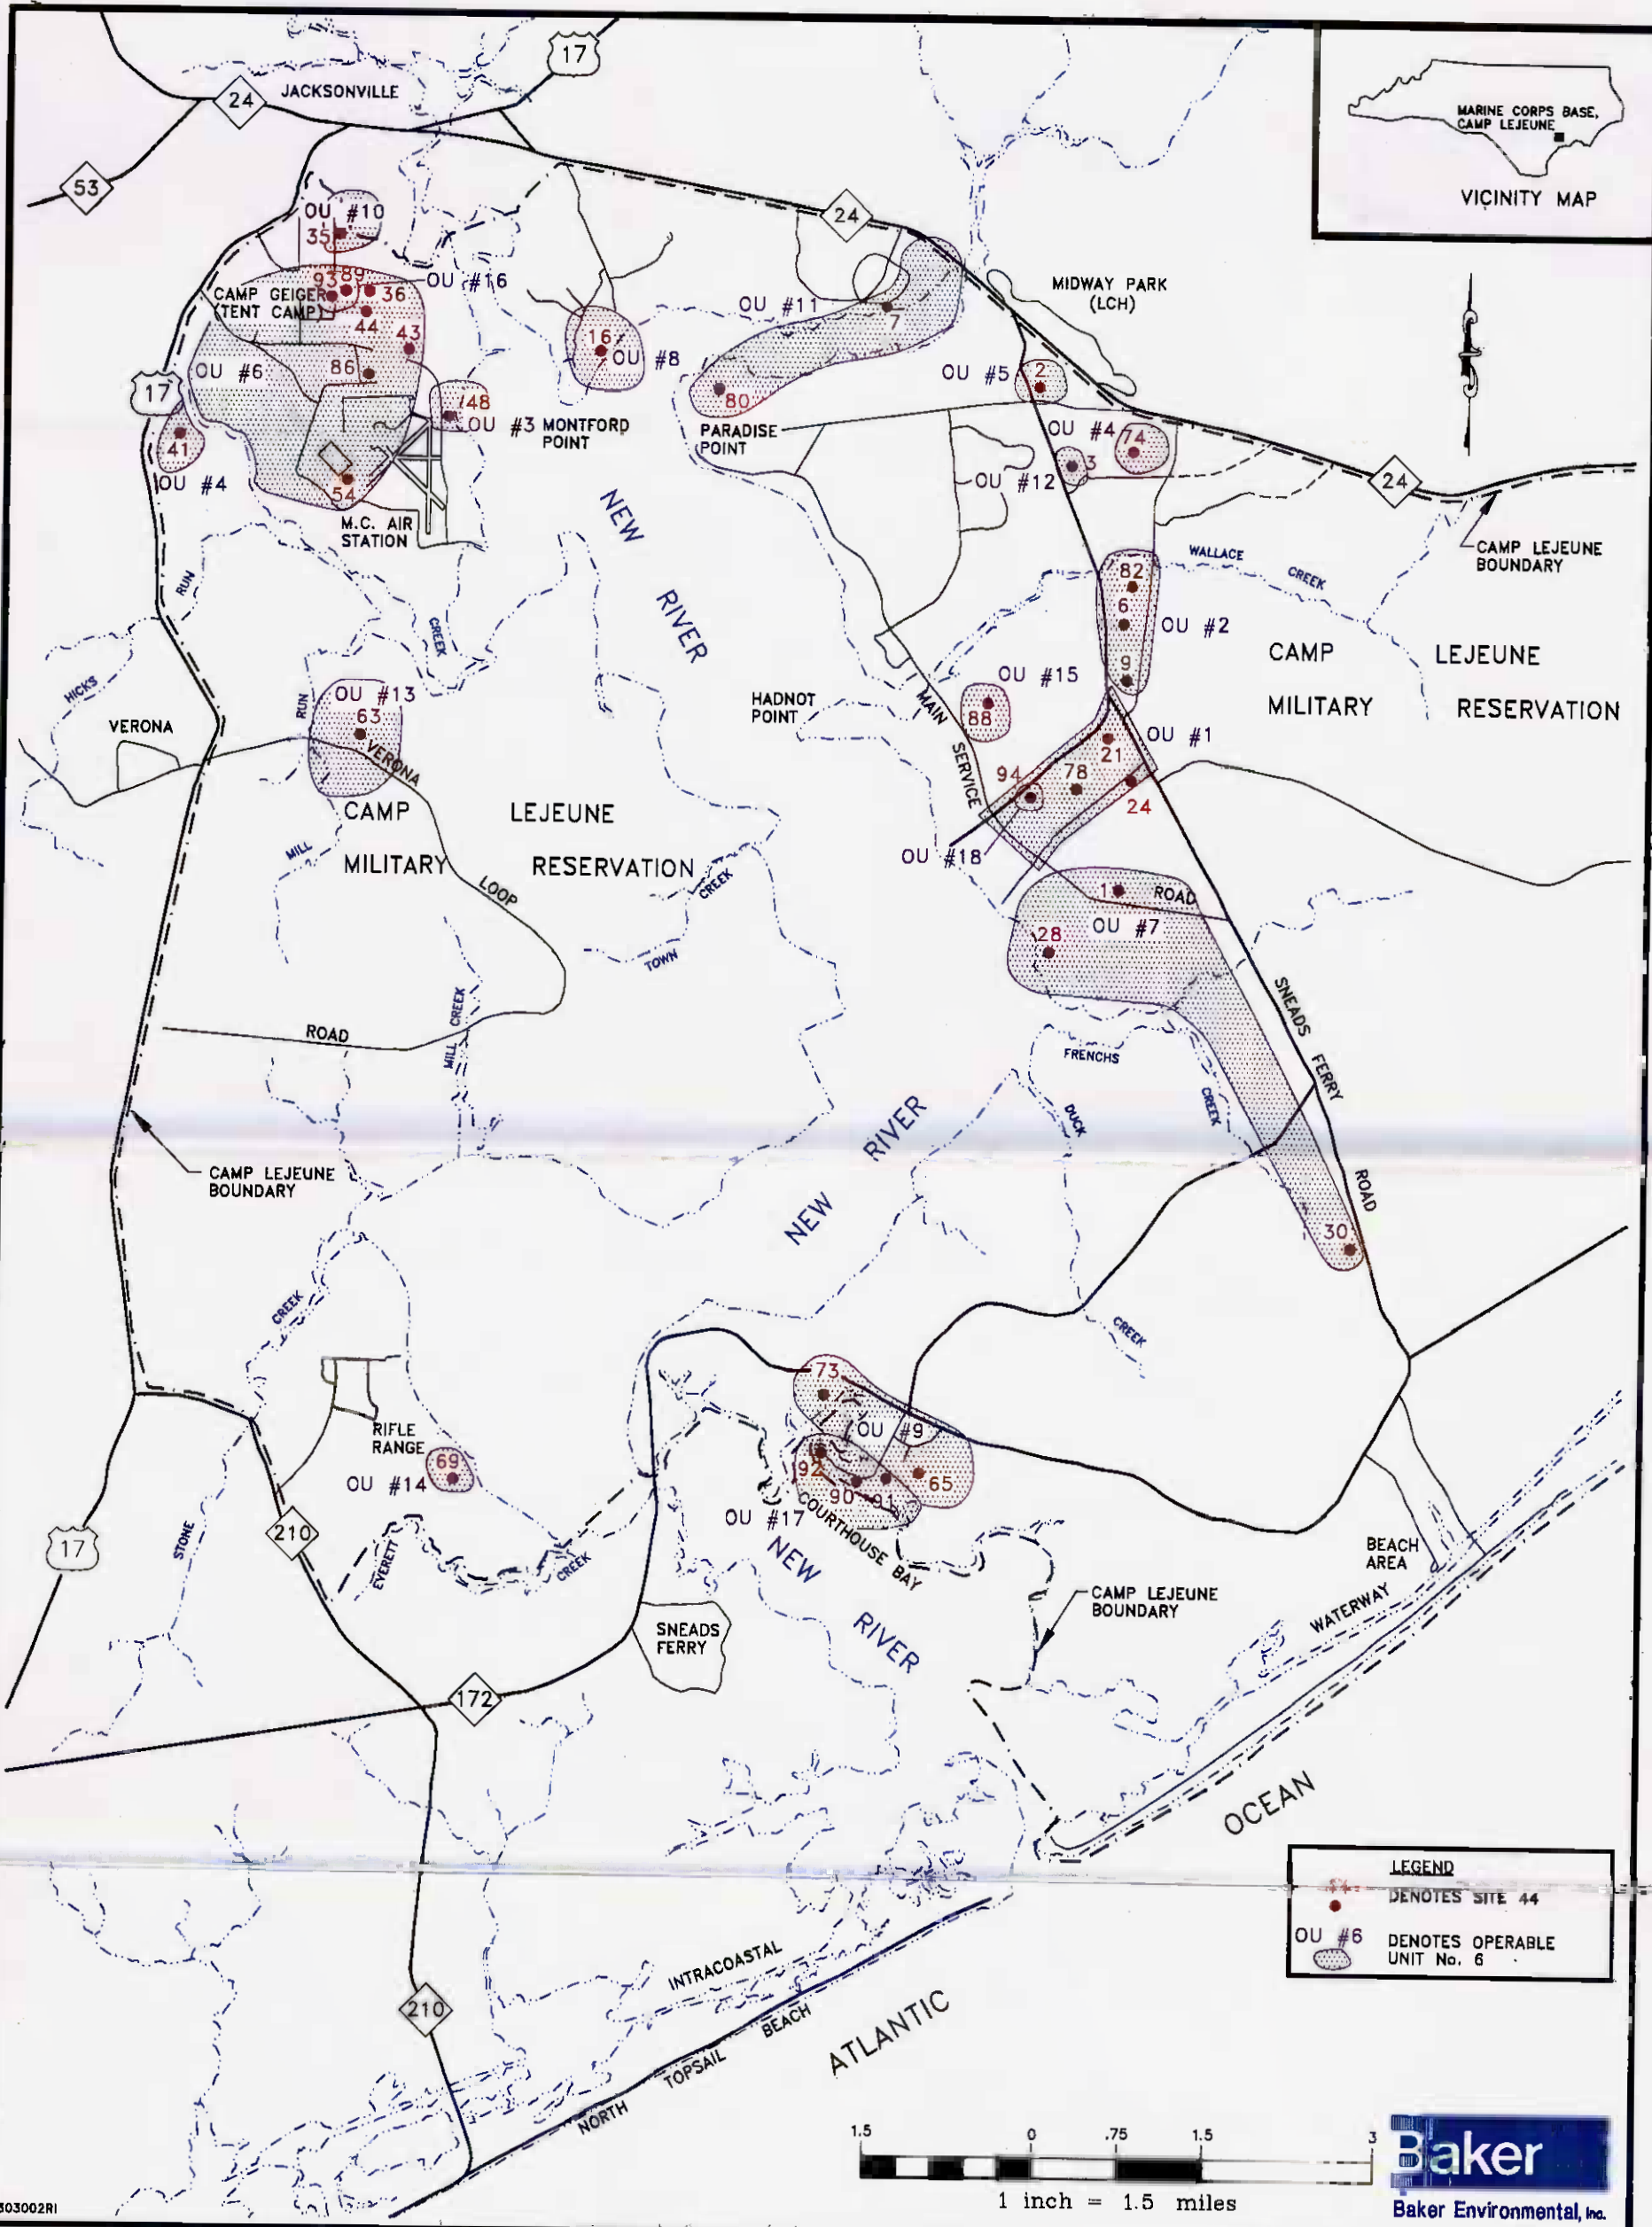 17
24
JACKSONVILLE
53
MARINE CORPS BASE,
CAMP LEJEUNE
VICINITY MAP
OU #10
35
24
93 89
36
OU #16
CAMP GEIGER
(TENT CAMP)
44
43
86
OU #6
17
41
OU #4
54
M.C. AIR
STATION
48
OU #3
MONTFORD
POINT
16
OU #8
OU #11
7
80
PARADISE
POINT
MIDWAY PARK
(LCH)
OU #5
2
OU #4
74
OU #12
3
24
CAMP LEJEUNE
BOUNDARY
WALLACE
CREEK
82
6
9
OU #2
CAMP LEJEUNE
MILITARY RESERVATION
NEW
RIVER
RUN
CREEK
HICKS
VERONA
RUN
OU #13
63
VERONA
CAMP LEJEUNE
MILITARY RESERVATION
MILL
LOOP
CREEK
TOWN
HADNOT
POINT
MAIN
SERVICE
OU #15
88
OU #1
21
94
78
24
OU #18
ROAD
OU #7
28
SNEADS
FERRY
ROAD
30
FRENCHS
CREEK
DUCK
CREEK
ROAD
MILL CREEK
NEW RIVER
CAMP LEJEUNE
BOUNDARY
CREEK
STONE
RIFLE
RANGE
69
OU #14
210
17
EVERETT
CREEK
73
OU #9
92
90
91
65
OU #17
COURTHOUSE BAY
NEW
RIVER
SNEADS
FERRY
172
CAMP LEJEUNE
BOUNDARY
BEACH
AREA
WATERWAY
OCEAN
ATLANTIC
INTRACOASTAL
NORTH TOPSAIL BEACH
210
LEGEND
DENOTES SITE 44
OU #6
DENOTES OPERABLE
UNIT No. 6
1.5 0 .75 1.5 3
1 inch = 1.5 miles
Baker
Baker Environmental, Inc.